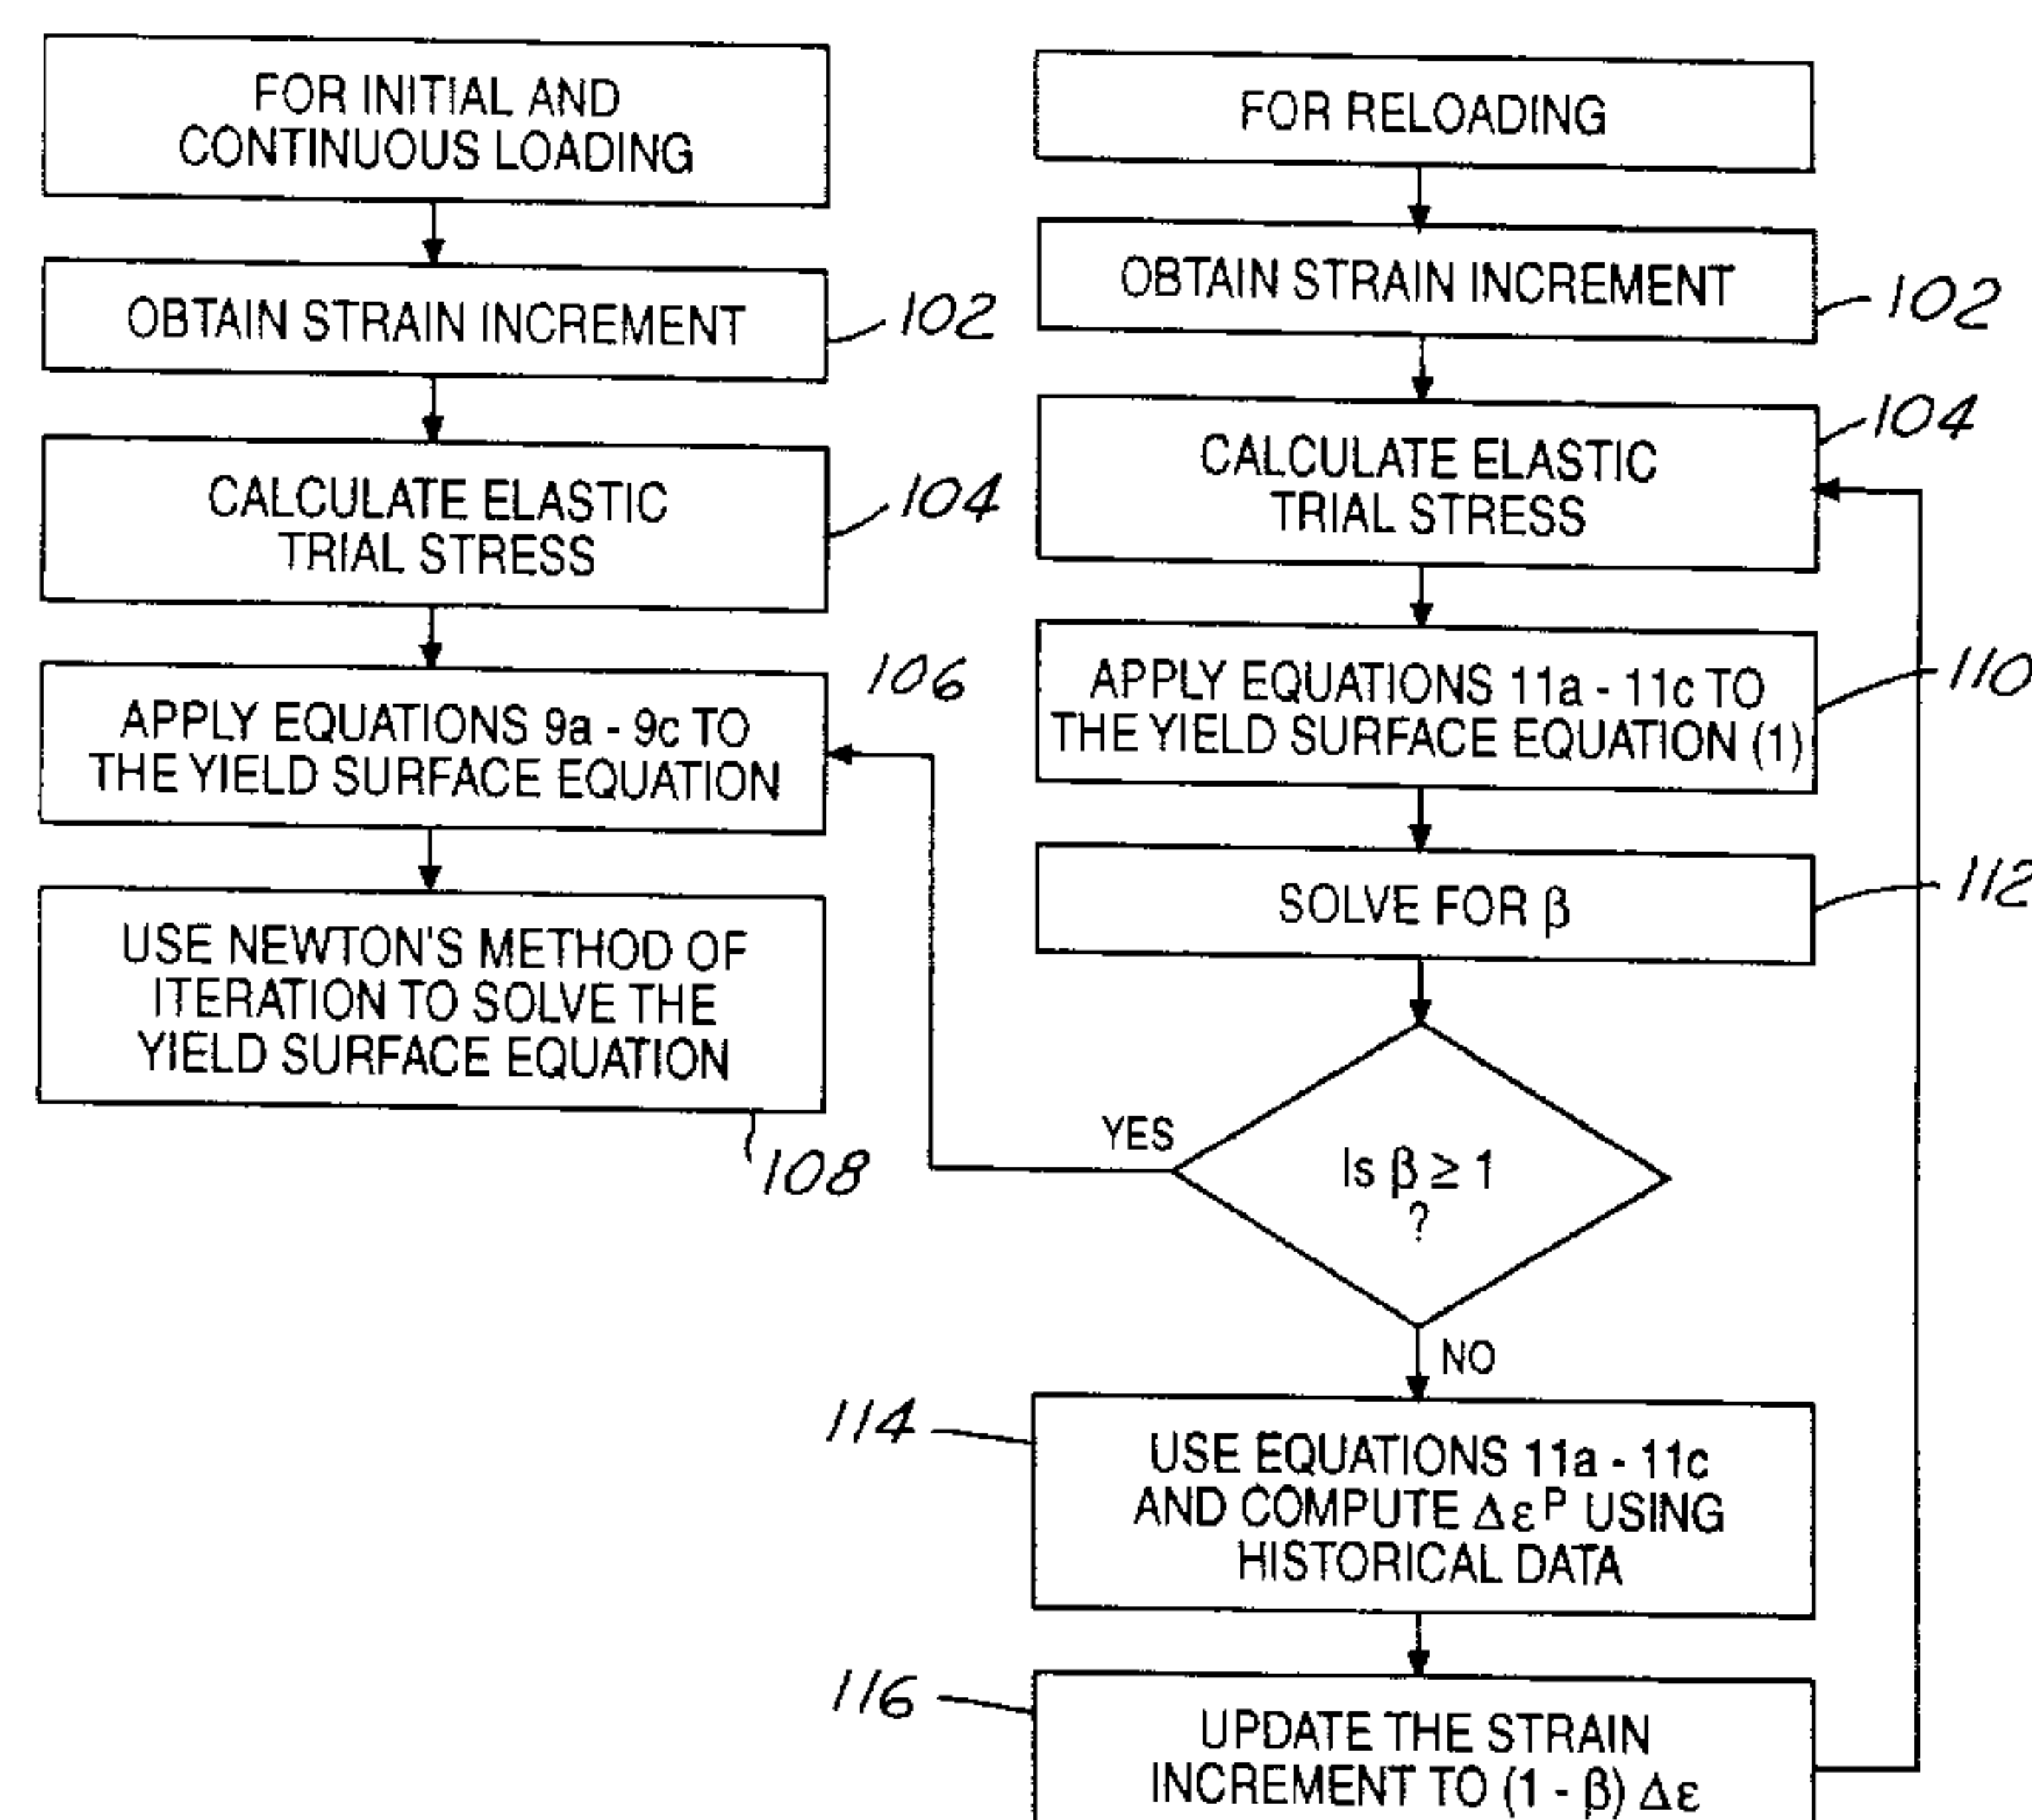 FOR INITIAL AND
CONTINUOUS LOADING
OBTAIN STRAIN INCREMENT
102
CALCULATE ELASTIC
TRIAL STRESS
104
APPLY EQUATIONS 9a - 9c TO
THE YIELD SURFACE EQUATION
106
USE NEWTON'S METHOD OF
ITERATION TO SOLVE THE
YIELD SURFACE EQUATION
108
FOR RELOADING
OBTAIN STRAIN INCREMENT
102
CALCULATE ELASTIC
TRIAL STRESS
104
APPLY EQUATIONS 11a - 11c TO
THE YIELD SURFACE EQUATION (1)
110
SOLVE FOR β
112
Is β ≥ 1
?
YES
NO
USE EQUATIONS 11a - 11c
AND COMPUTE Δε^P USING
HISTORICAL DATA
114
UPDATE THE STRAIN
INCREMENT TO (1 - β) Δε
116